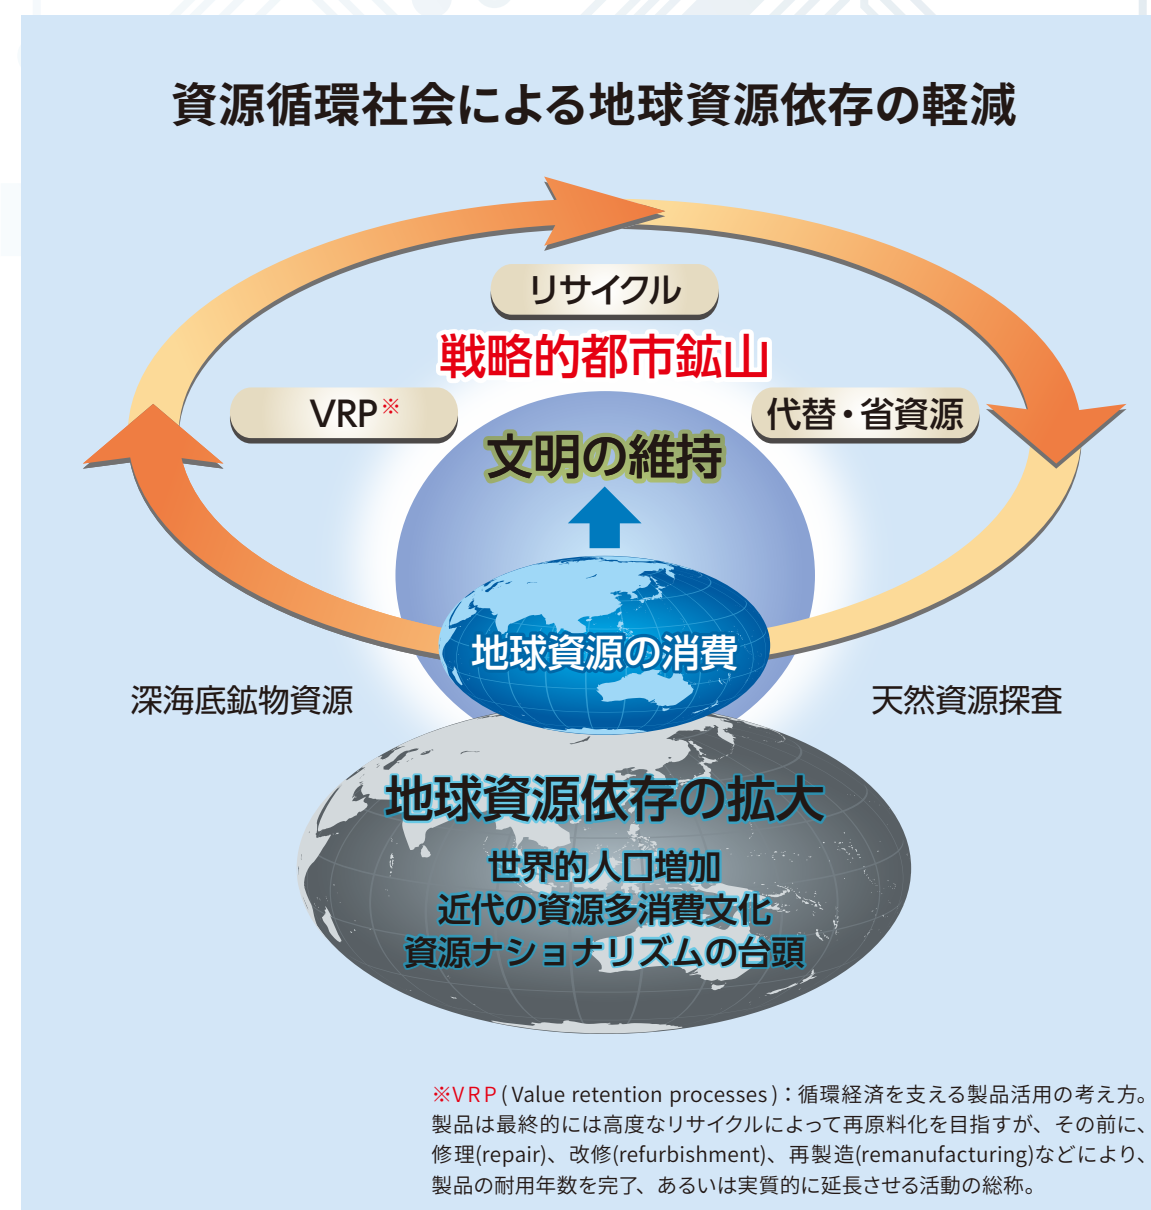 資源循環社会による地球資源依存の軽減
リサイクル
戦略的都市鉱山
VRP※
代替・省資源
文明の維持
地球資源の消費
深海底鉱物資源
天然資源探査
地球資源依存の拡大
世界的人口増加
近代の資源多消費文化
資源ナショナリズムの台頭
※VRP(Value retention processes):循環経済を支える製品活用の考え方。
製品は最終的には高度なリサイクルによって再原料化を目指すが、その前に、
修理(repair)、改修(refurbishment)、再製造(remanufacturing)などにより、
製品の耐用年数を完了、あるいは実質的に延長させる活動の総称。